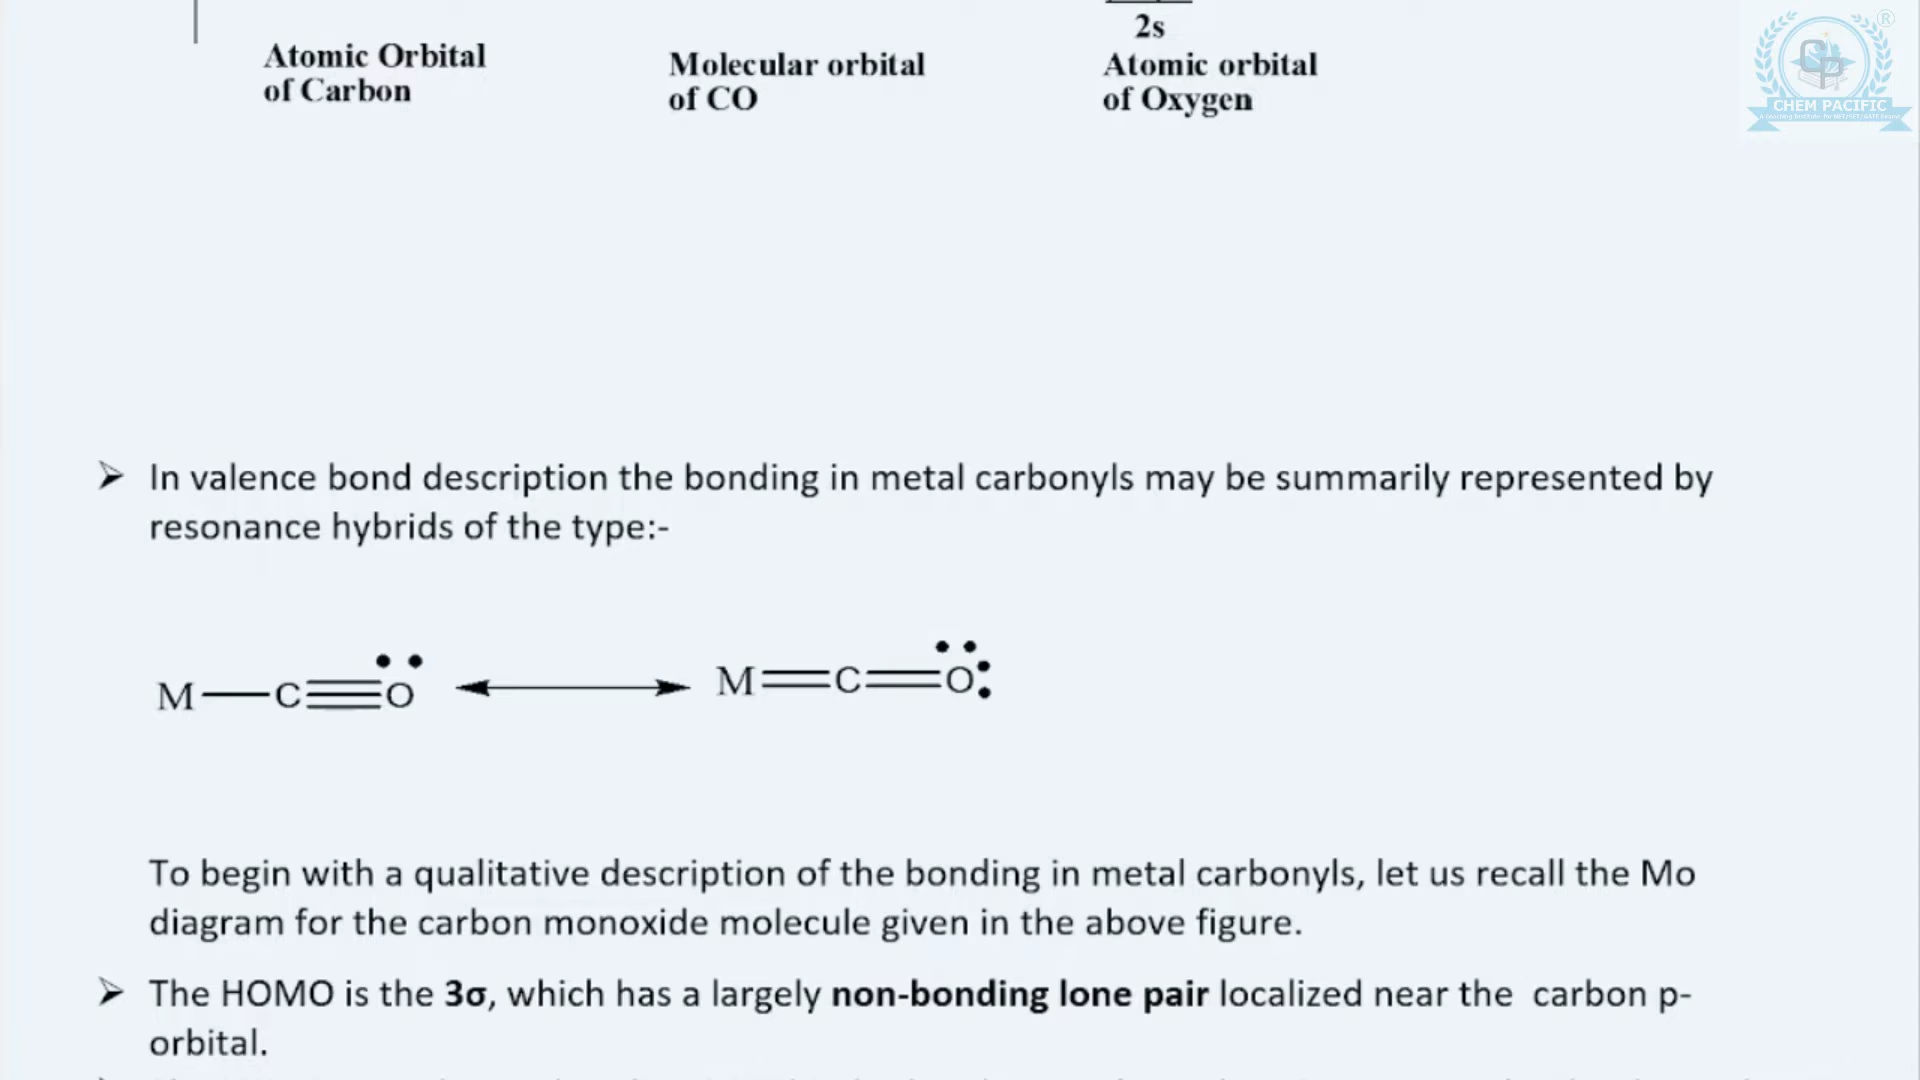 2s
Atomic Orbital
of Carbon
Molecular orbital
of CO
Atomic orbital
of Oxygen
®
CP
CHEM PACIFIC
➢ In valence bond description the bonding in metal carbonyls may be summarily represented by
resonance hybrids of the type:-
M—C≡O M=C=O
To begin with a qualitative description of the bonding in metal carbonyls, let us recall the Mo
diagram for the carbon monoxide molecule given in the above figure.
➢ The HOMO is the 3σ, which has a largely non-bonding lone pair localized near the carbon p-
orbital.